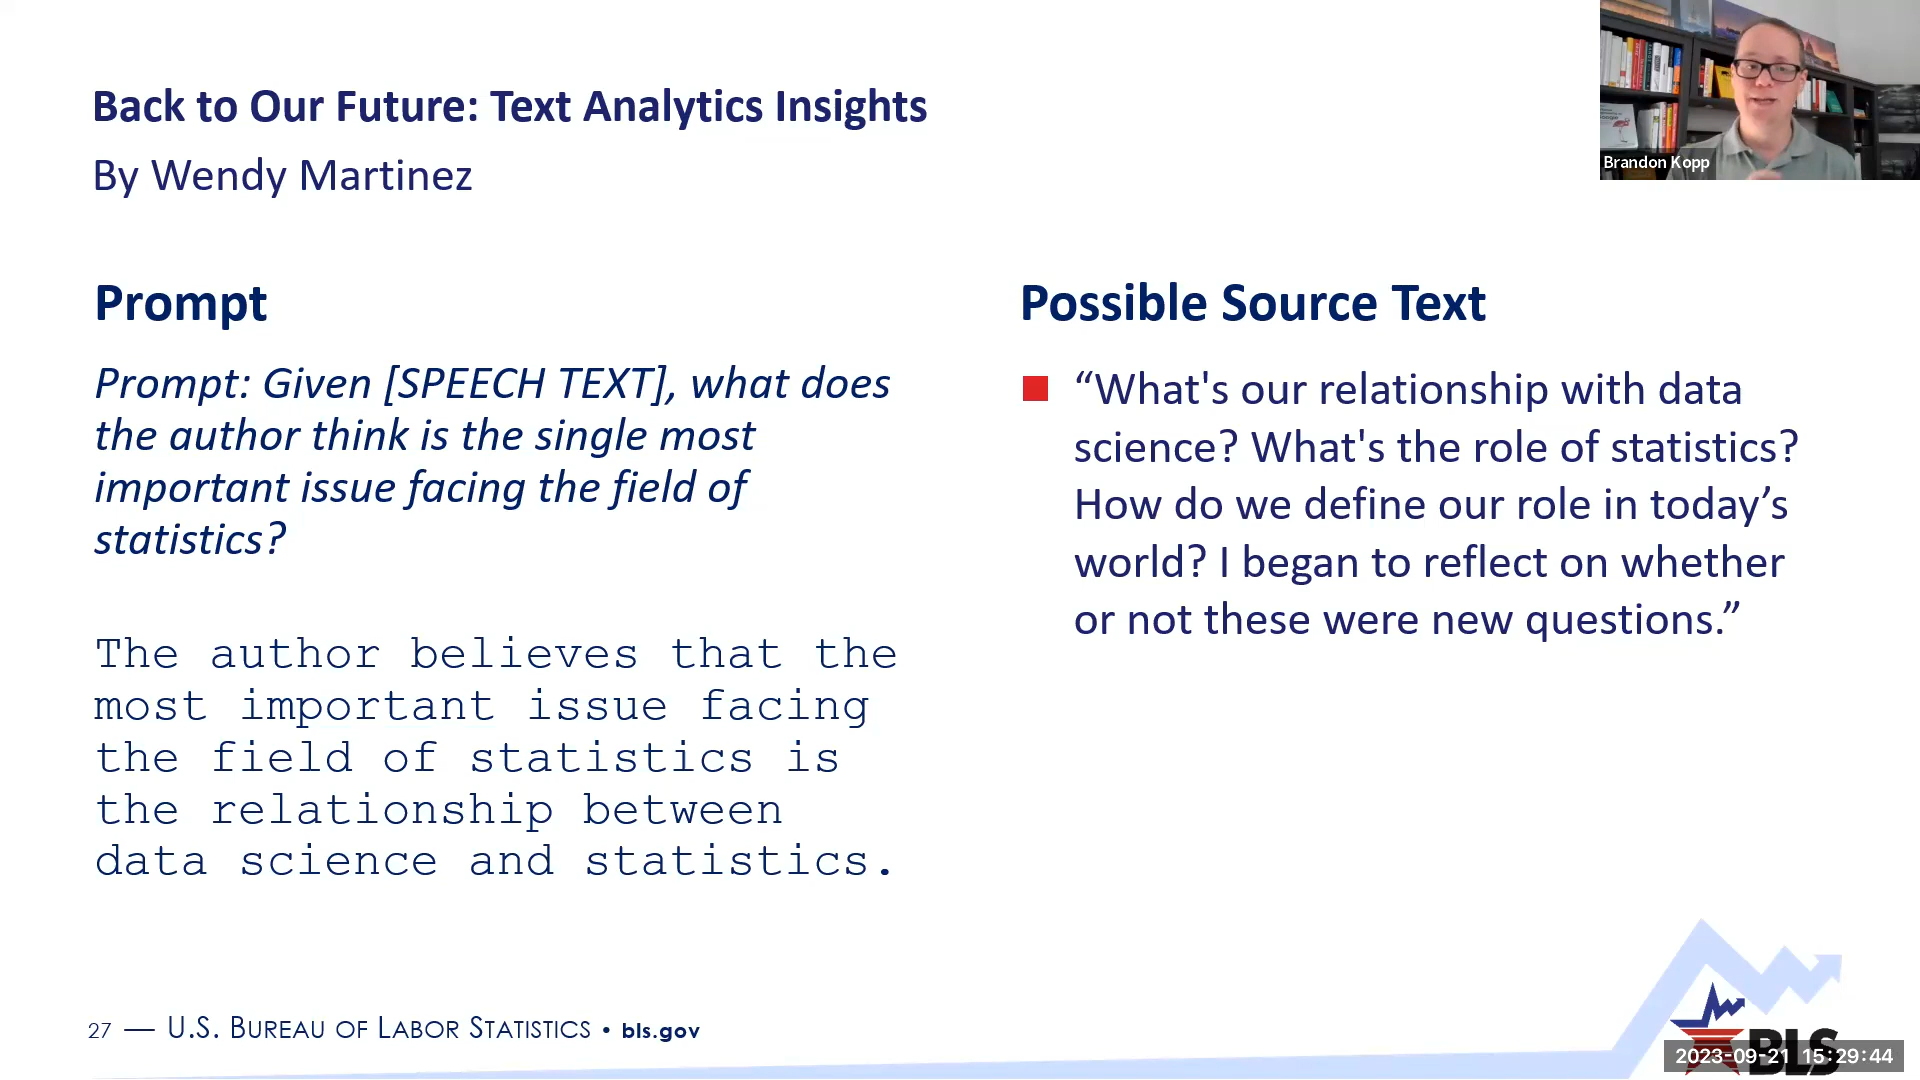 Back to Our Future: Text Analytics Insights
By Wendy Martinez
Brandon Kopp
Prompt
Prompt: Given [SPEECH TEXT], what does
the author think is the single most
important issue facing the field of
statistics?
The author believes that the
most important issue facing
the field of statistics is
the relationship between
data science and statistics.
Possible Source Text
“What's our relationship with data
science? What's the role of statistics?
How do we define our role in today’s
world? I began to reflect on whether
or not these were new questions.”
27 — U.S. BUREAU OF LABOR STATISTICS • bls.gov
BLS
2023-09-21 15:29:44